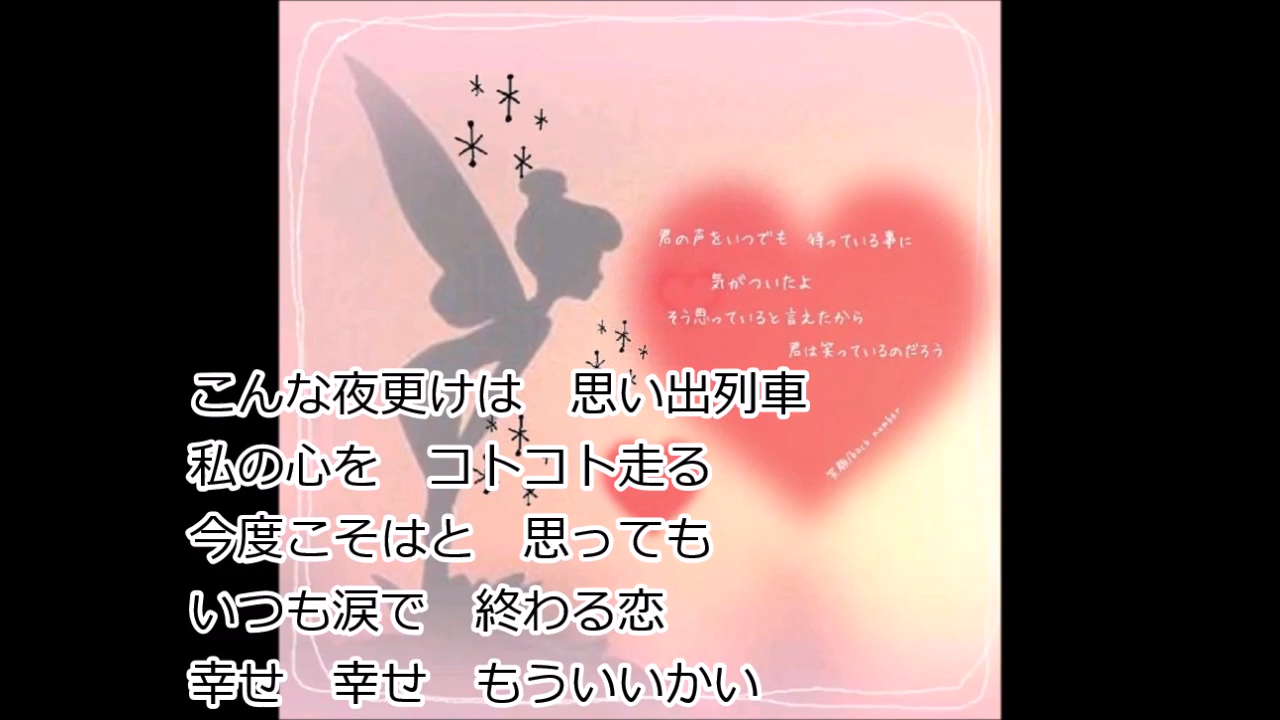 君の声をいつでも　待っている事に
気がついたよ
そう思っていると言えたから
君は笑っているのだろう
/back number
こんな夜更けは　思い出列車
私の心を　コトコト走る
今度こそはと　思っても
いつも涙で　終わる恋
幸せ　幸せ　もういいかい